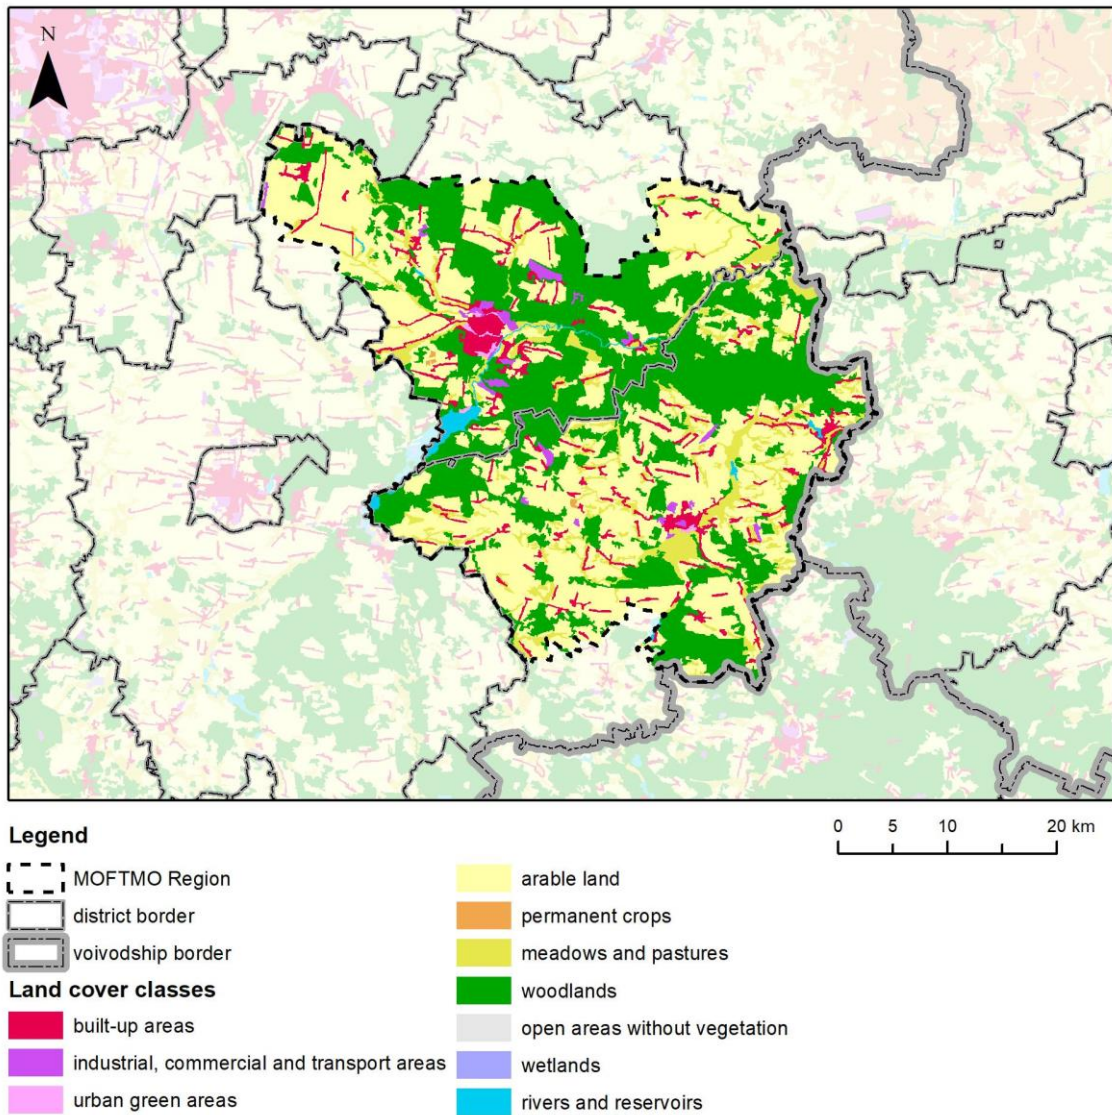 N
0 5 10 20 km
Legend
MOFTMO Region
district border
voivodship border
Land cover classes
built-up areas
industrial, commercial and transport areas
urban green areas
arable land
permanent crops
meadows and pastures
woodlands
open areas without vegetation
wetlands
rivers and reservoirs